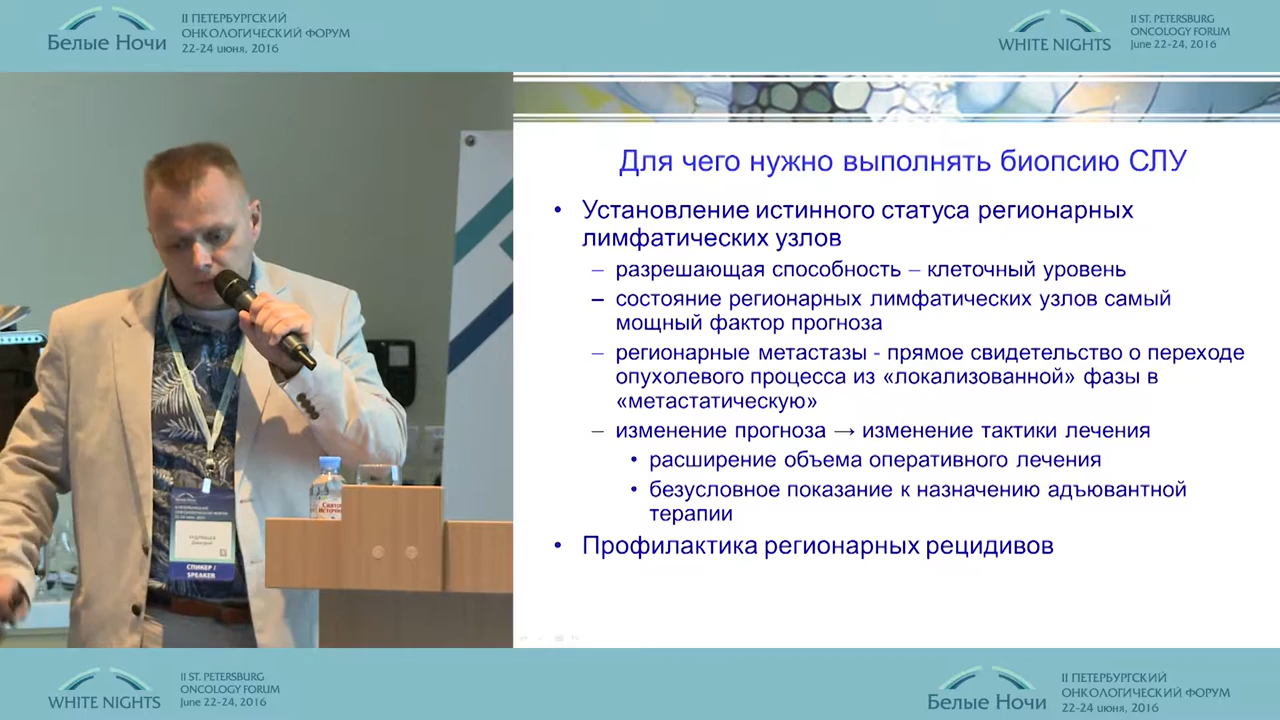 Белые Ночи
II ПЕТЕРБУРГСКИЙ
ОНКОЛОГИЧЕСКИЙ ФОРУМ
22-24 июня, 2016
WHITE NIGHTS
II ST. PETERSBURG
ONCOLOGY FORUM
June 22-24, 2016
Для чего нужно выполнять биопсию СЛУ
• Установление истинного статуса регионарных
лимфатических узлов
– разрешающая способность – клеточный уровень
– состояние регионарных лимфатических узлов самый
мощный фактор прогноза
– регионарные метастазы - прямое свидетельство о переходе
опухолевого процесса из «локализованной» фазы в
«метастатическую»
– изменение прогноза → изменение тактики лечения
• расширение объема оперативного лечения
• безусловное показание к назначению адъювантной
терапии
• Профилактика регионарных рецидивов
СПИКЕР /
SPEAKER
WHITE NIGHTS
II ST. PETERSBURG
ONCOLOGY FORUM
June 22-24, 2016
Белые Ночи
II ПЕТЕРБУРГСКИЙ
ОНКОЛОГИЧЕСКИЙ ФОРУМ
22-24 июня, 2016